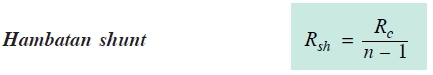 Hambatan shunt
R_sh = R_c / (n – 1)